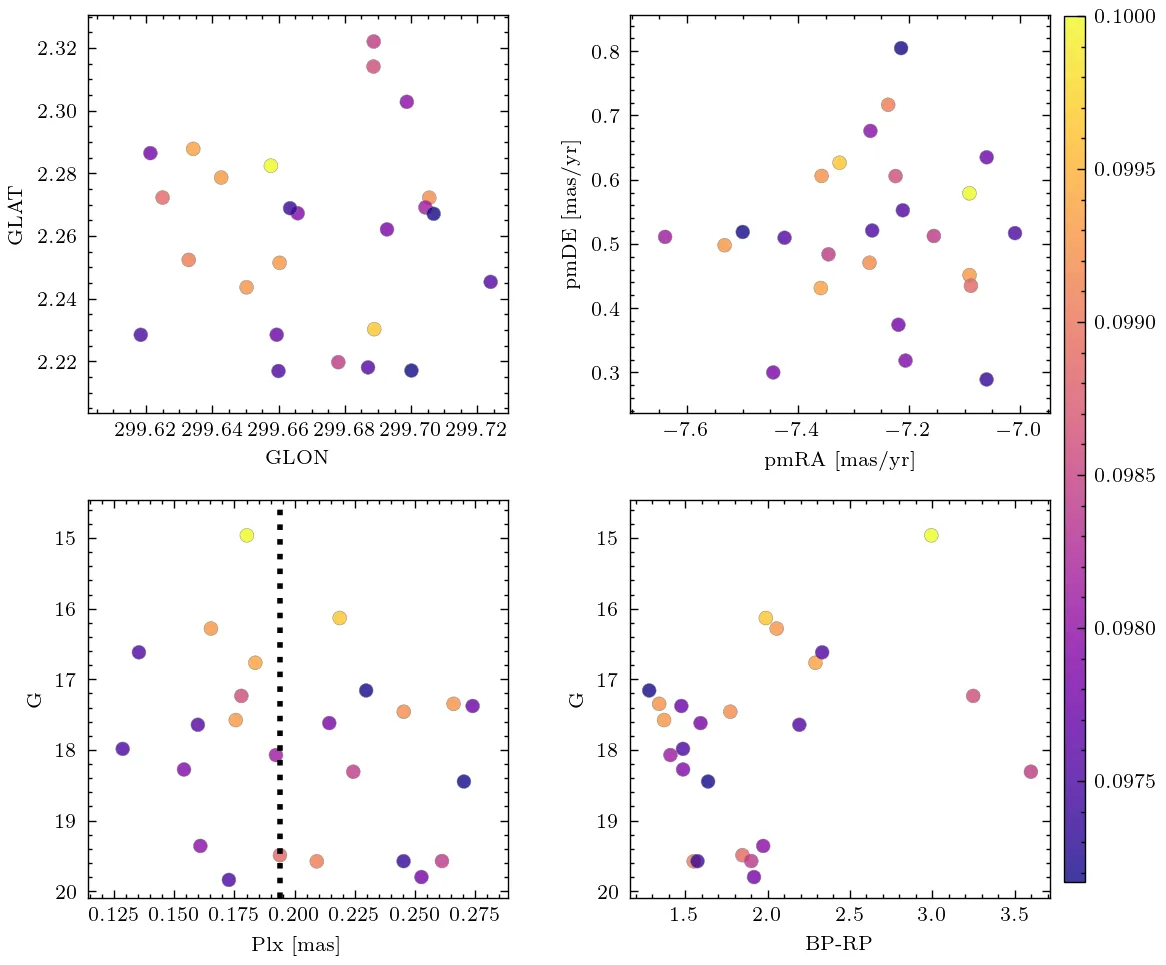 2.32
2.30
2.28
2.26
2.24
2.22
GLAT
299.62 299.64 299.66 299.68 299.70 299.72
GLON
0.8
0.7
0.6
0.5
0.4
0.3
pmDE [mas/yr]
−7.6 −7.4 −7.2 −7.0
pmRA [mas/yr]
15
16
17
18
19
20
G
0.125 0.150 0.175 0.200 0.225 0.250 0.275
Plx [mas]
15
16
17
18
19
20
G
1.5 2.0 2.5 3.0 3.5
BP-RP
0.1000
0.0995
0.0990
0.0985
0.0980
0.0975